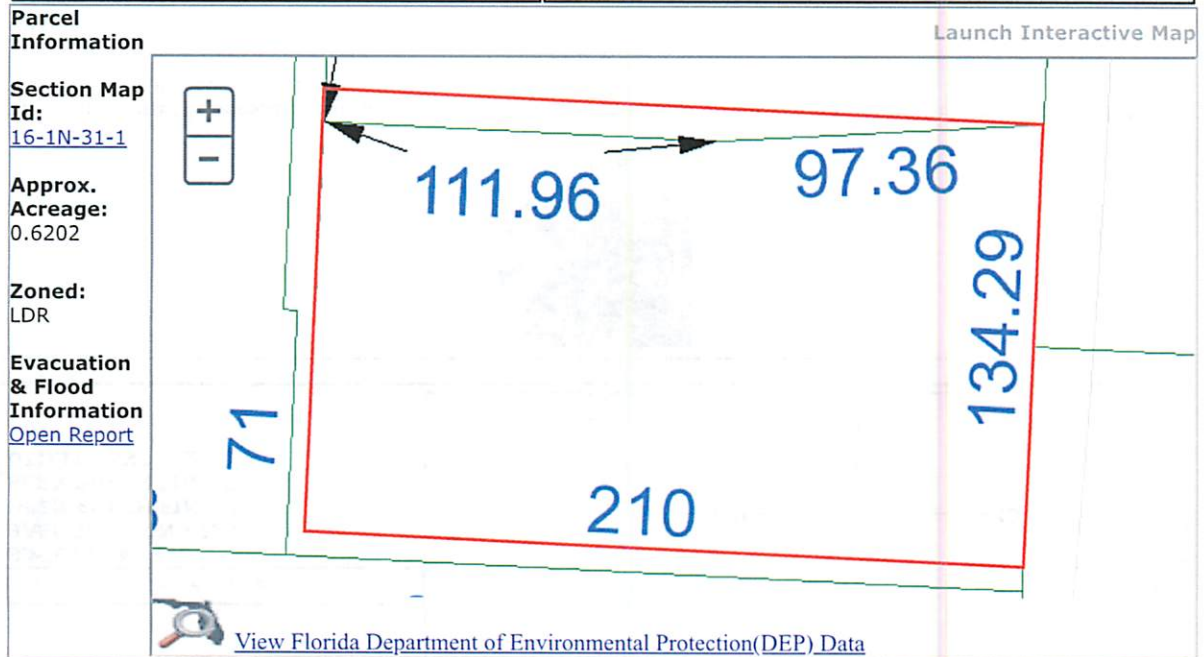 Parcel
Information
Launch Interactive Map
Section Map
Id:
16-1N-31-1
Approx.
Acreage:
0.6202
Zoned:
LDR
Evacuation
& Flood
Information
Open Report
+
−
111.96
97.36
134.29
71
210
View Florida Department of Environmental Protection(DEP) Data